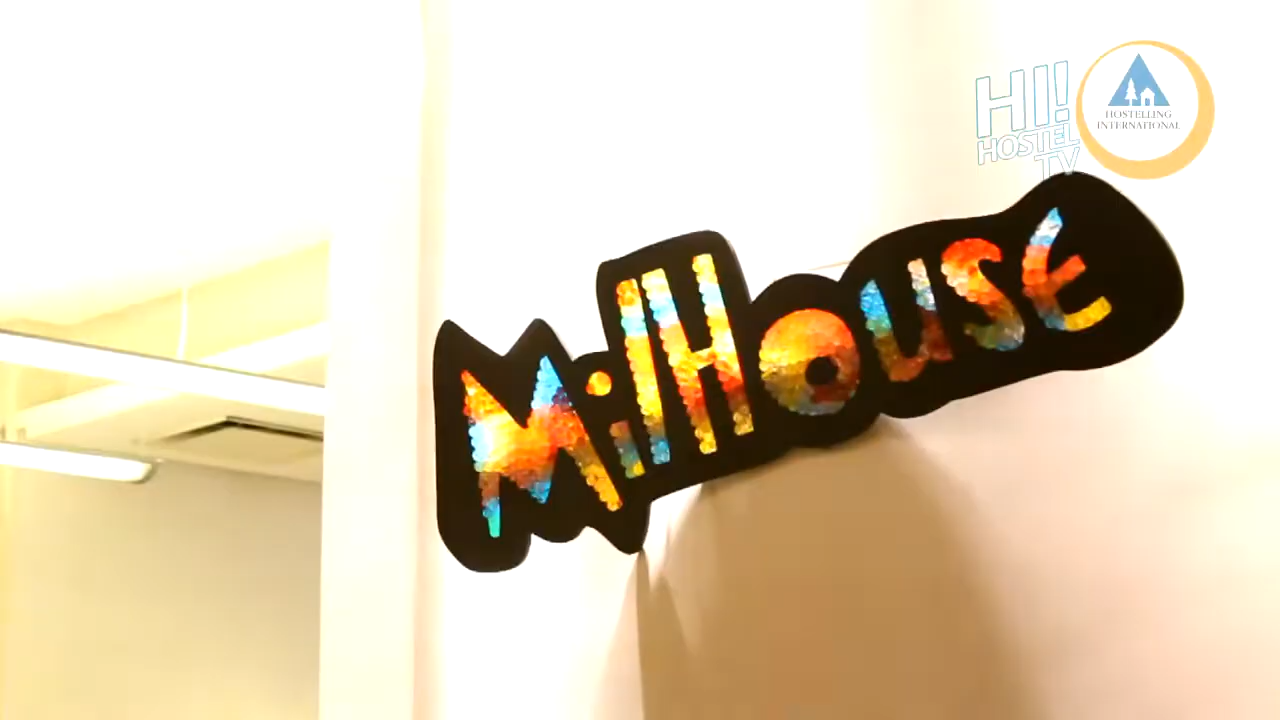 HI!
HOSTEL
TV
HOSTELLING
INTERNATIONAL
MilHouse